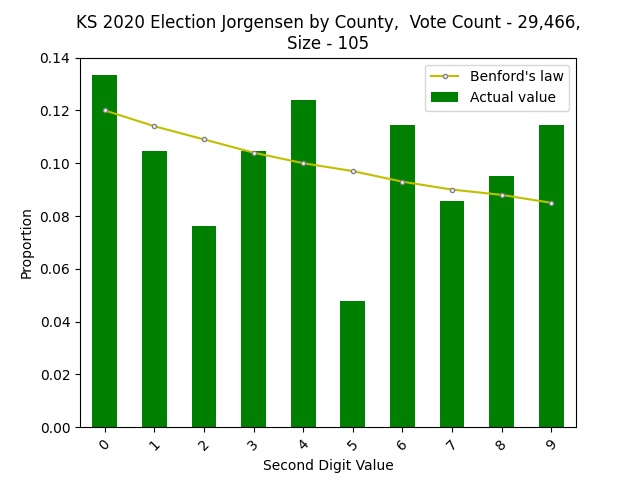 KS 2020 Election Jorgensen by County,  Vote Count - 29,466,
Size - 105
Benford's law
Actual value
0.14
0.12
0.10
0.08
0.06
0.04
0.02
0.00
Proportion
0 1 2 3 4 5 6 7 8 9
Second Digit Value